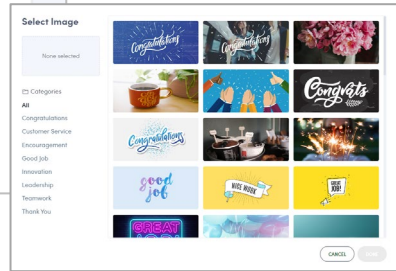 Select Image
None selected
Categories
All
Congratulations
Customer Service
Encouragement
Good Job
Innovation
Leadership
Teamwork
Thank You
Congratulations
Congratulations
Congrats
Congratulations
good
job
NICE WORK
GREAT
JOB!
GREAT
CANCEL